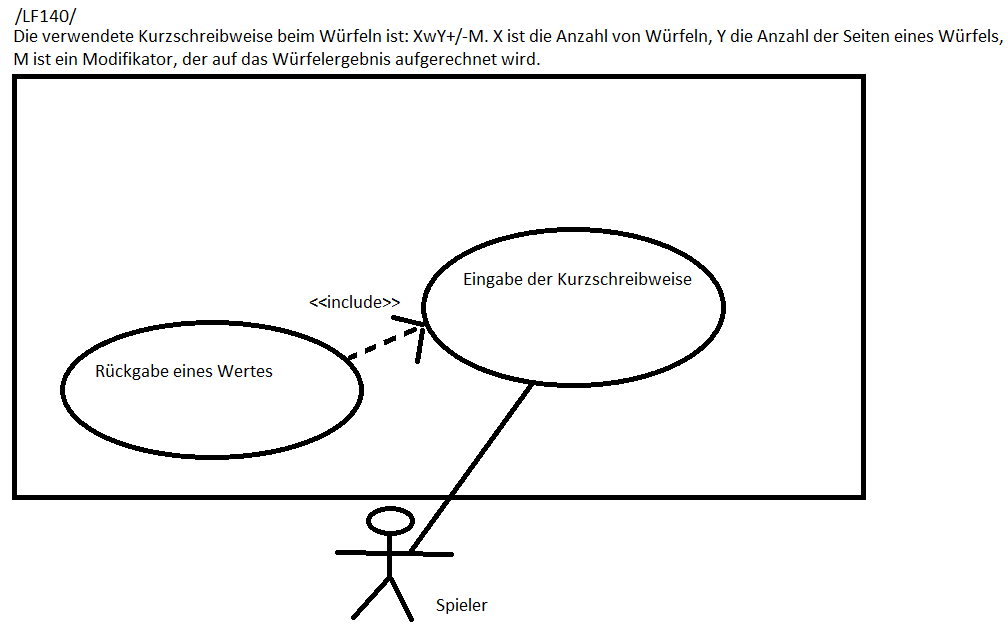 /LF140/
Die verwendete Kurzschreibweise beim Würfeln ist: XwY+/-M. X ist die Anzahl von Würfeln, Y die Anzahl der Seiten eines Würfels,
M ist ein Modifikator, der auf das Würfelergebnis aufgerechnet wird.
Eingabe der Kurzschreibweise
<<include>>
Rückgabe eines Wertes
Spieler